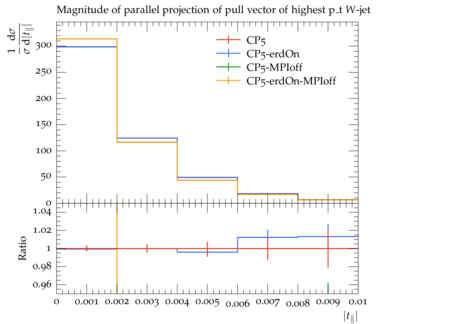 Magnitude of parallel projection of pull vector of highest p_t W-jet
1/σ dσ/d|t∥|
CP5
CP5-erdOn
CP5-MPIoff
CP5-erdOn-MPIoff
300
250
200
150
100
50
0
1.04
1.02
1
0.98
0.96
Ratio
0 0.001 0.002 0.003 0.004 0.005 0.006 0.007 0.008 0.009 0.01
|t∥|